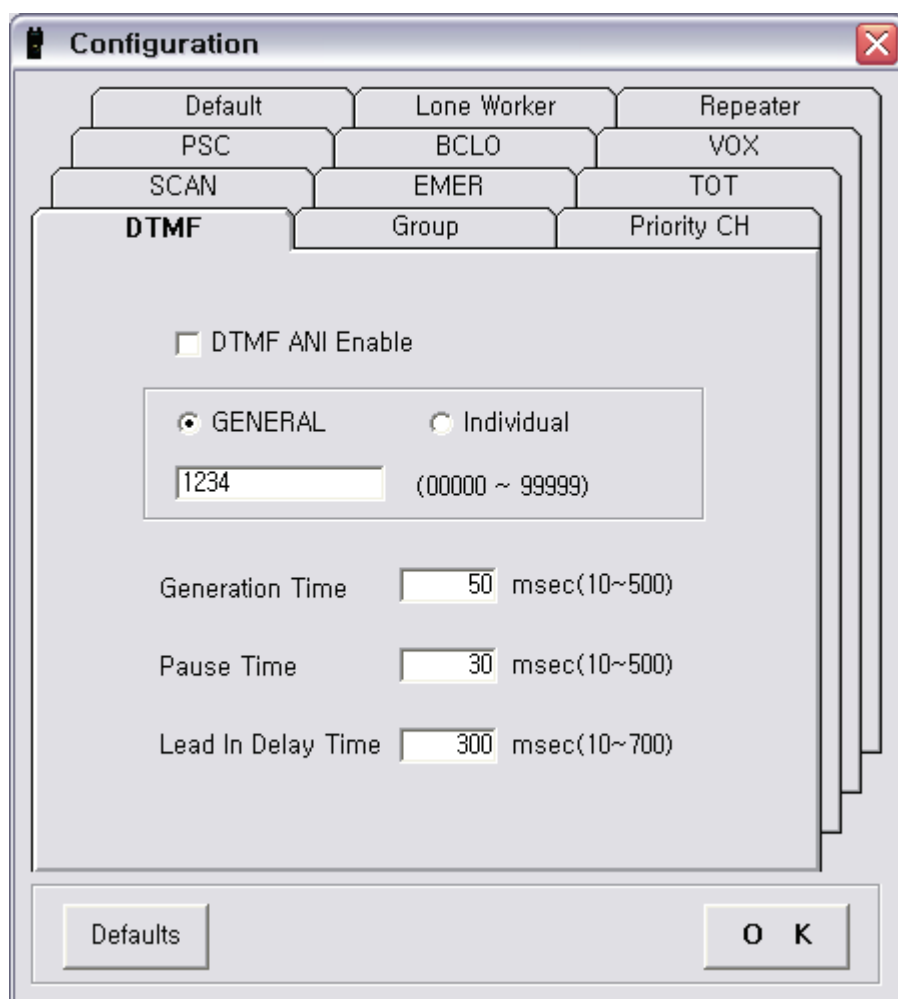 Configuration
Default Lone Worker Repeater
PSC BCLO VOX
SCAN EMER TOT
DTMF Group Priority CH
DTMF ANI Enable
GENERAL Individual
1234 (00000 ~ 99999)
Generation Time 50 msec(10~500)
Pause Time 30 msec(10~500)
Lead In Delay Time 300 msec(10~700)
Defaults O K